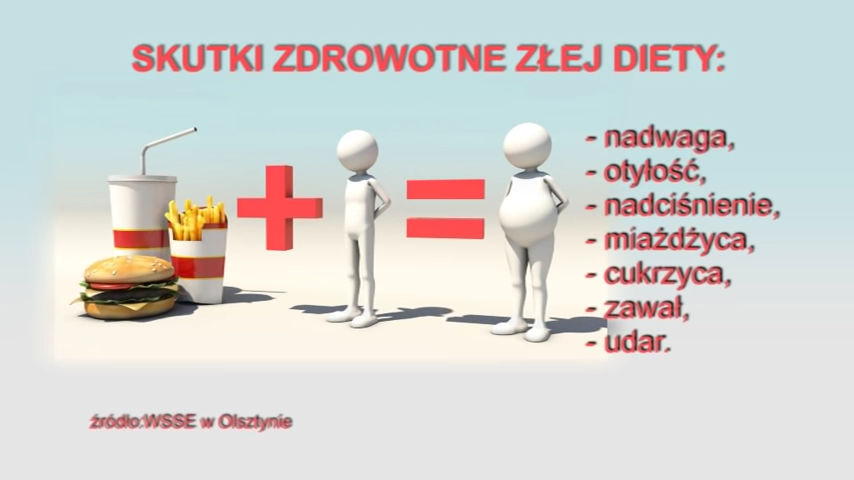 SKUTKI ZDROWOTNE ZŁEJ DIETY:
- nadwaga,
- otyłość,
- nadciśnienie,
- miażdżyca,
- cukrzyca,
- zawał,
- udar.
źródło:WSSE w Olsztynie